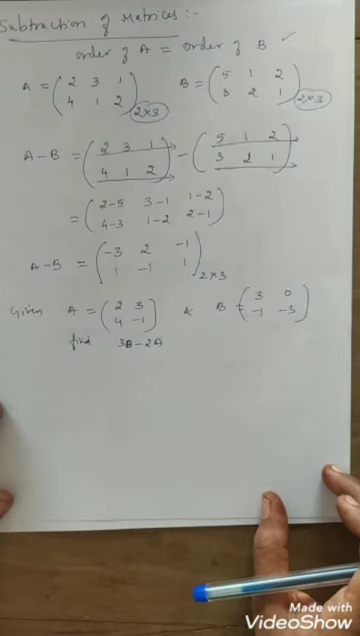 Subtraction of Matrices:-
order of A = order of B ✓
A = (2 3 1 / 4 1 2) 2×3   B = (5 1 2 / 3 2 1) 2×3
A-B = (2 3 1 / 4 1 2) - (5 1 2 / 3 2 1)
= (2-5 3-1 1-2 / 4-3 1-2 2-1)
A-B = (-3 2 -1 / 1 -1 1) 2×3
Given A = (2 3 / 4 -1) & B = (3 0 / -1 -3)
find 3B-2A
Made with
VideoShow